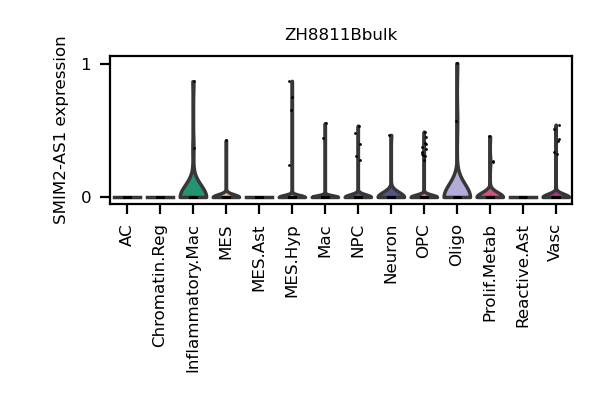 ZH8811Bbulk
SMIM2-AS1 expression
1
0
AC
Chromatin.Reg
Inflammatory.Mac
MES
MES.Ast
MES.Hyp
Mac
NPC
Neuron
OPC
Oligo
Prolif.Metab
Reactive.Ast
Vasc